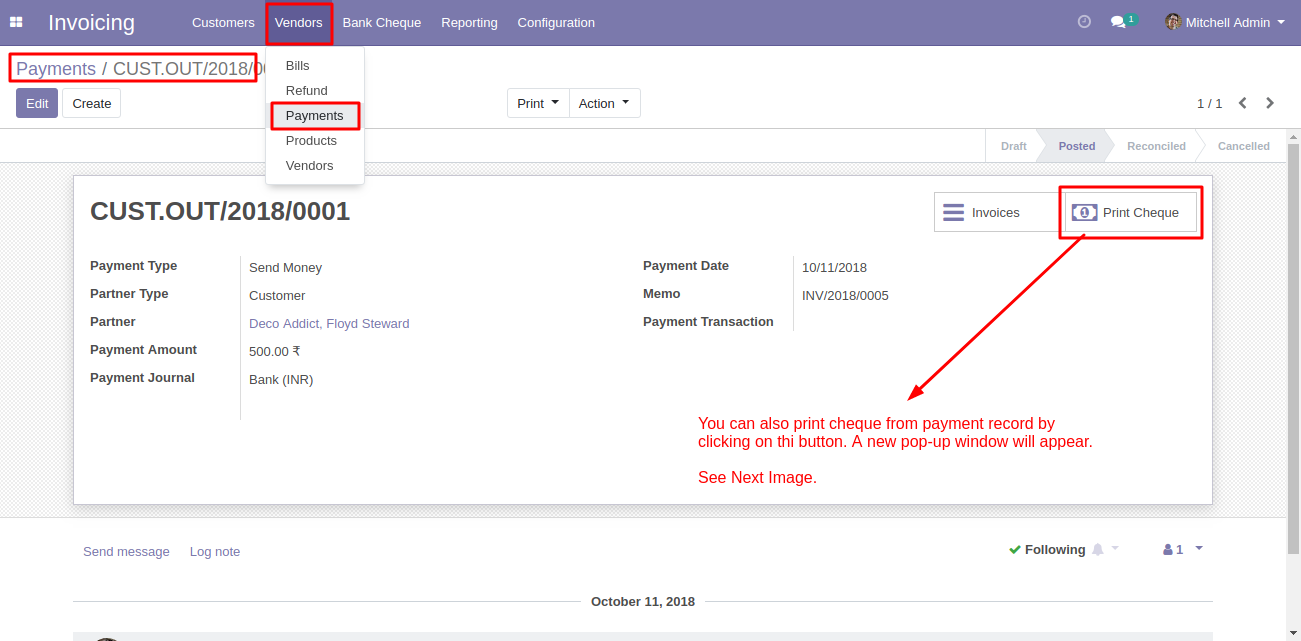 Invoicing
Customers Vendors Bank Cheque Reporting Configuration
1 Mitchell Admin
Payments / CUST.OUT/2018/
Bills
Refund
Payments
Products
Vendors
Edit Create
Print Action
1 / 1
Draft Posted Reconciled Cancelled
CUST.OUT/2018/0001
Invoices
1 Print Cheque
Payment Type Send Money
Partner Type Customer
Partner Deco Addict, Floyd Steward
Payment Amount 500.00 ₹
Payment Journal Bank (INR)
Payment Date 10/11/2018
Memo INV/2018/0005
Payment Transaction
You can also print cheque from payment record by
clicking on thi button. A new pop-up window will appear.
See Next Image.
Send message Log note
Following 1
October 11, 2018